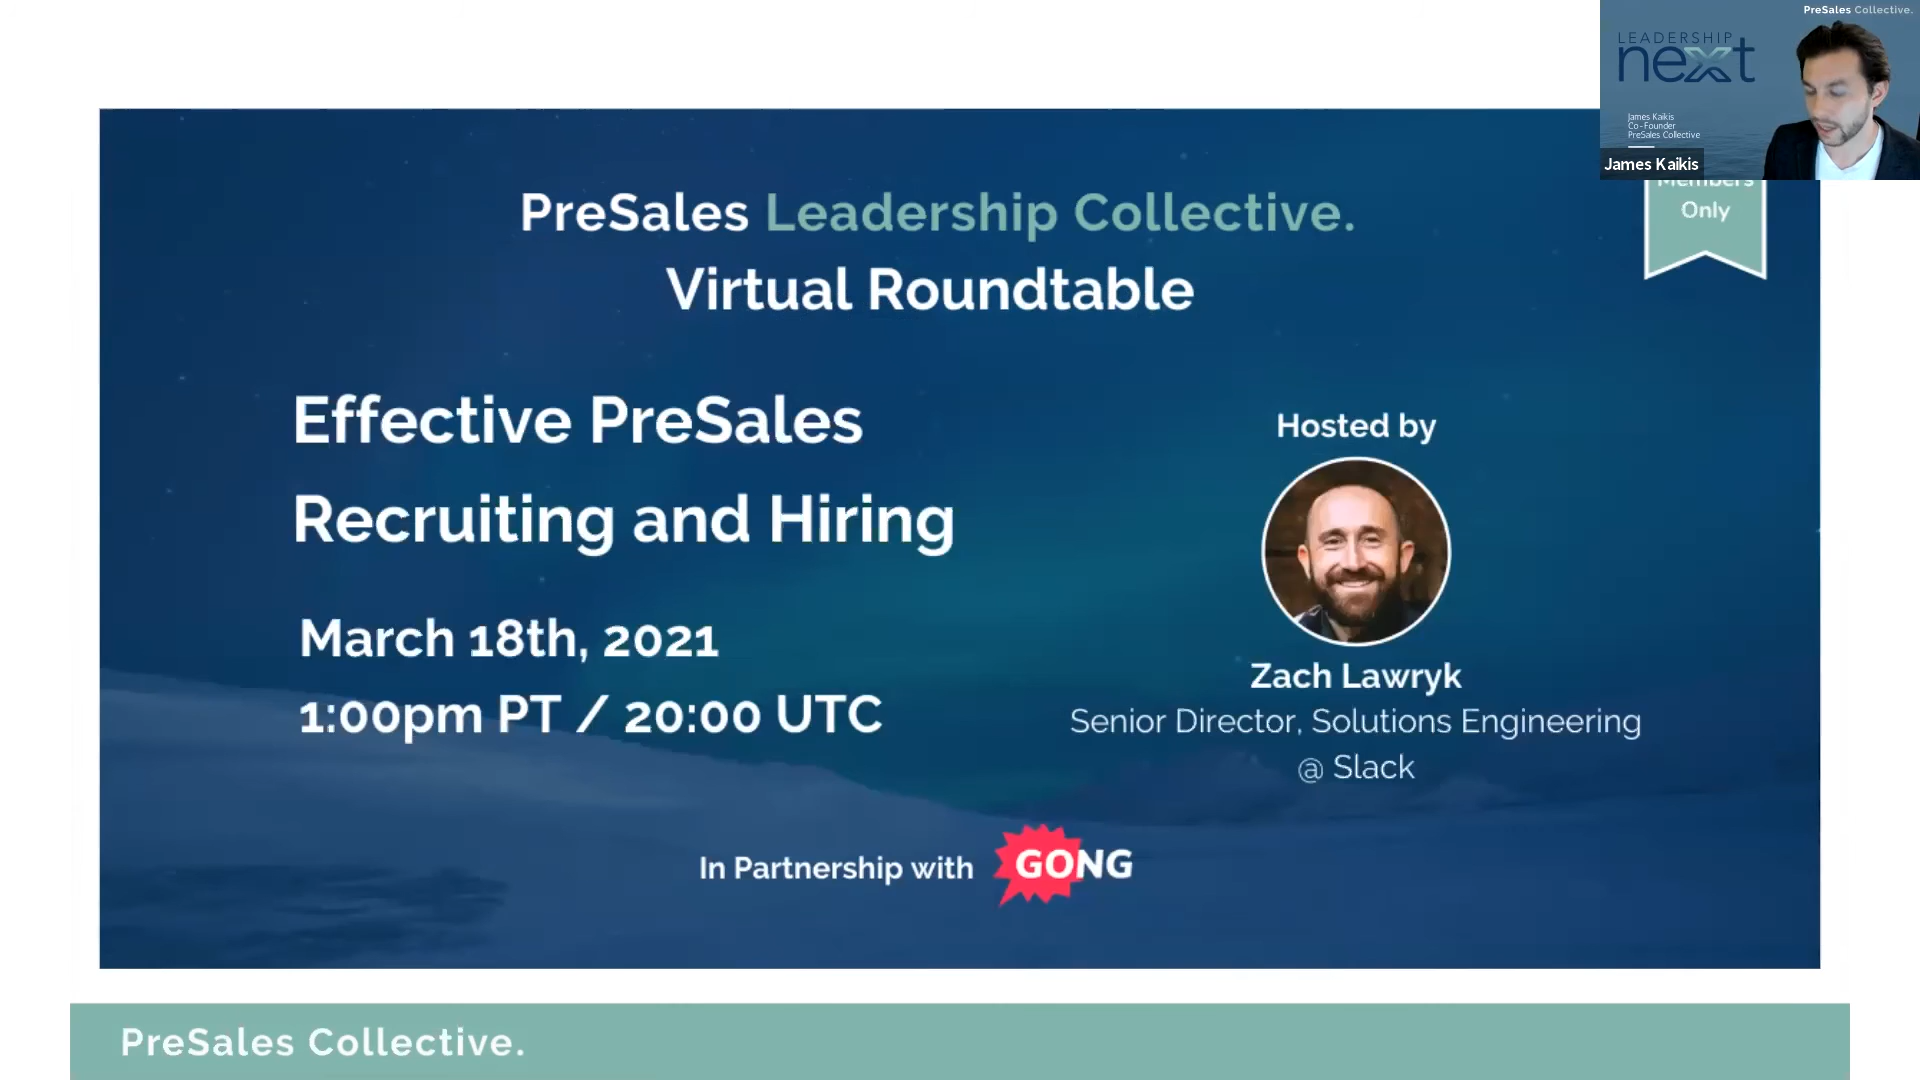 PreSales Collective.
LEADERSHIP
next
James Kaikis
Co-Founder
PreSales Collective
James Kaikis
Members
Only
PreSales Leadership Collective.
Virtual Roundtable
Effective PreSales
Recruiting and Hiring
March 18th, 2021
1:00pm PT / 20:00 UTC
Hosted by
Zach Lawryk
Senior Director, Solutions Engineering
@ Slack
In Partnership with GONG
PreSales Collective.